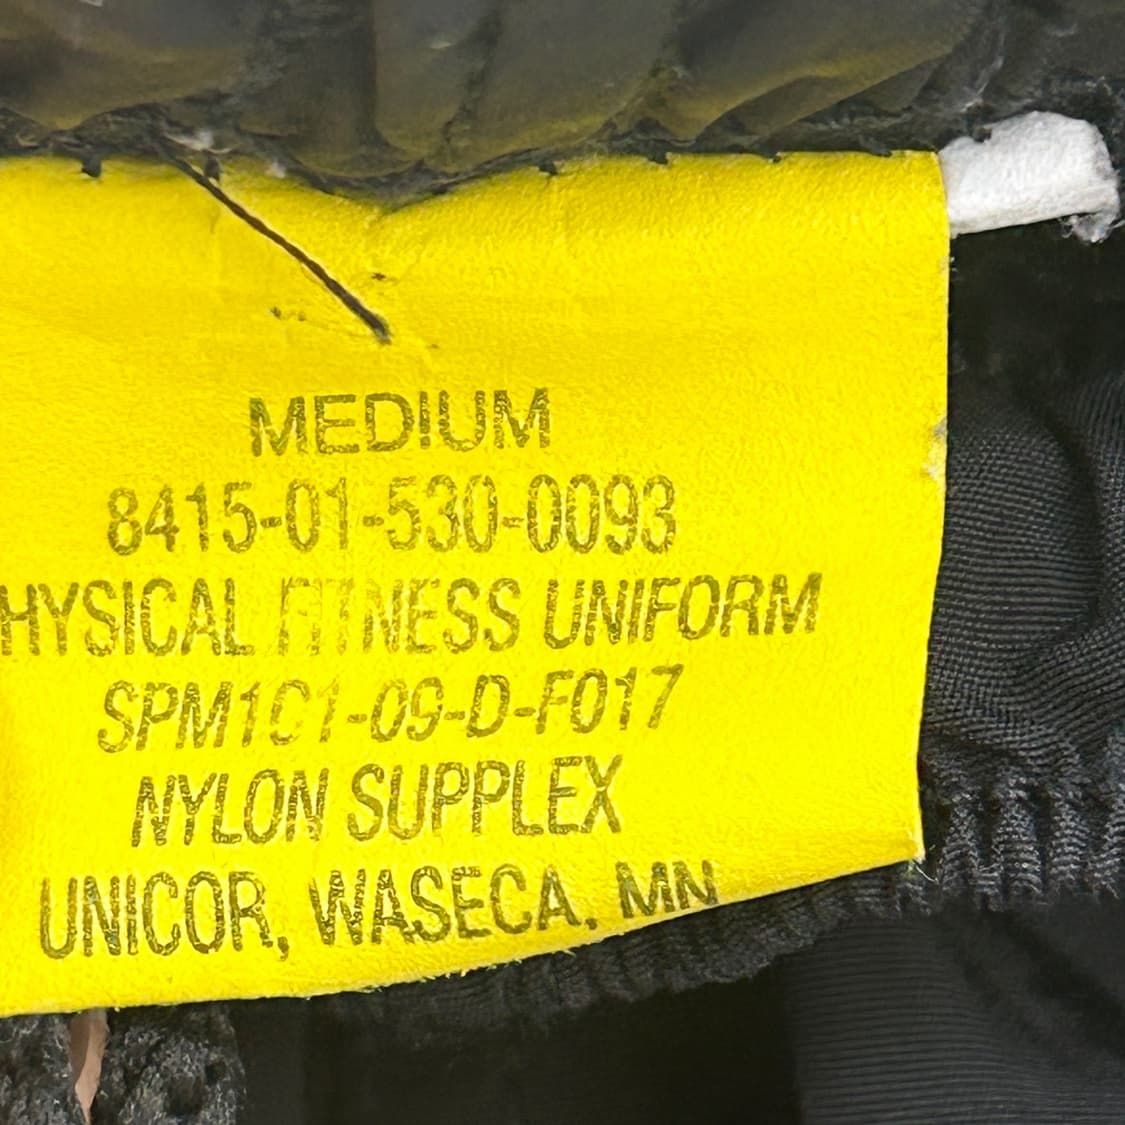 MEDIUM
8415-01-530-0093
HYSICAL FITNESS UNIFORM
SPM1C1-09-D-F017
NYLON SUPPLEX
UNICOR, WASECA, MN